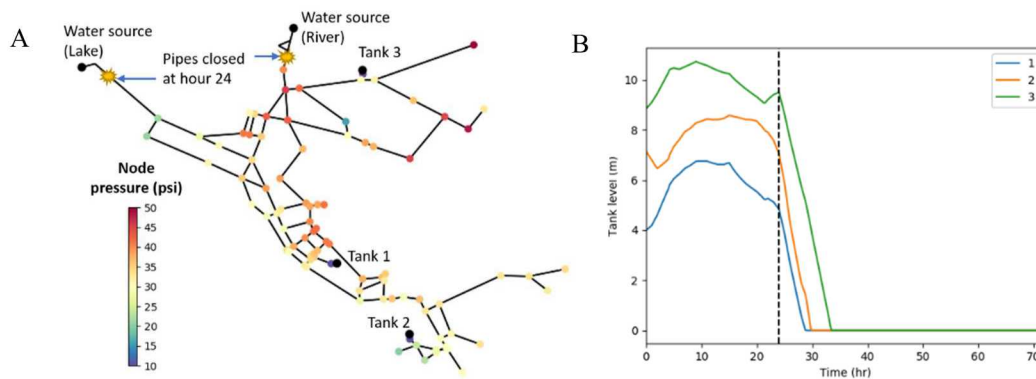 A
Water source
(Lake)
Water source
(River)
Pipes closed
at hour 24
Tank 3
Node
pressure (psi)
50
45
40
35
30
25
20
15
10
Tank 1
Tank 2
B
Tank level (m)
10
8
6
4
2
0
0 10 20 30 40 50 60 70
Time (hr)
1
2
3